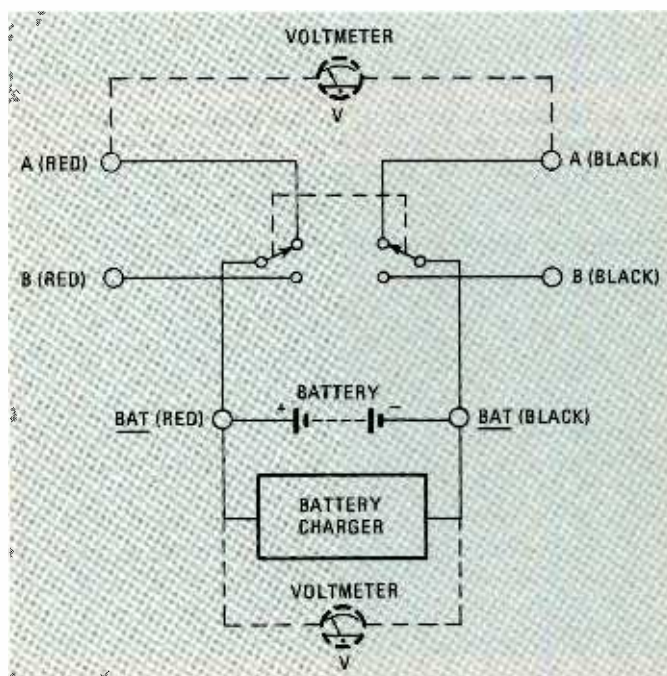 VOLTMETER
V
A (RED)
A (BLACK)
B (RED)
B (BLACK)
BATTERY
+
−
BAT (RED)
BAT (BLACK)
BATTERY
CHARGER
VOLTMETER
V